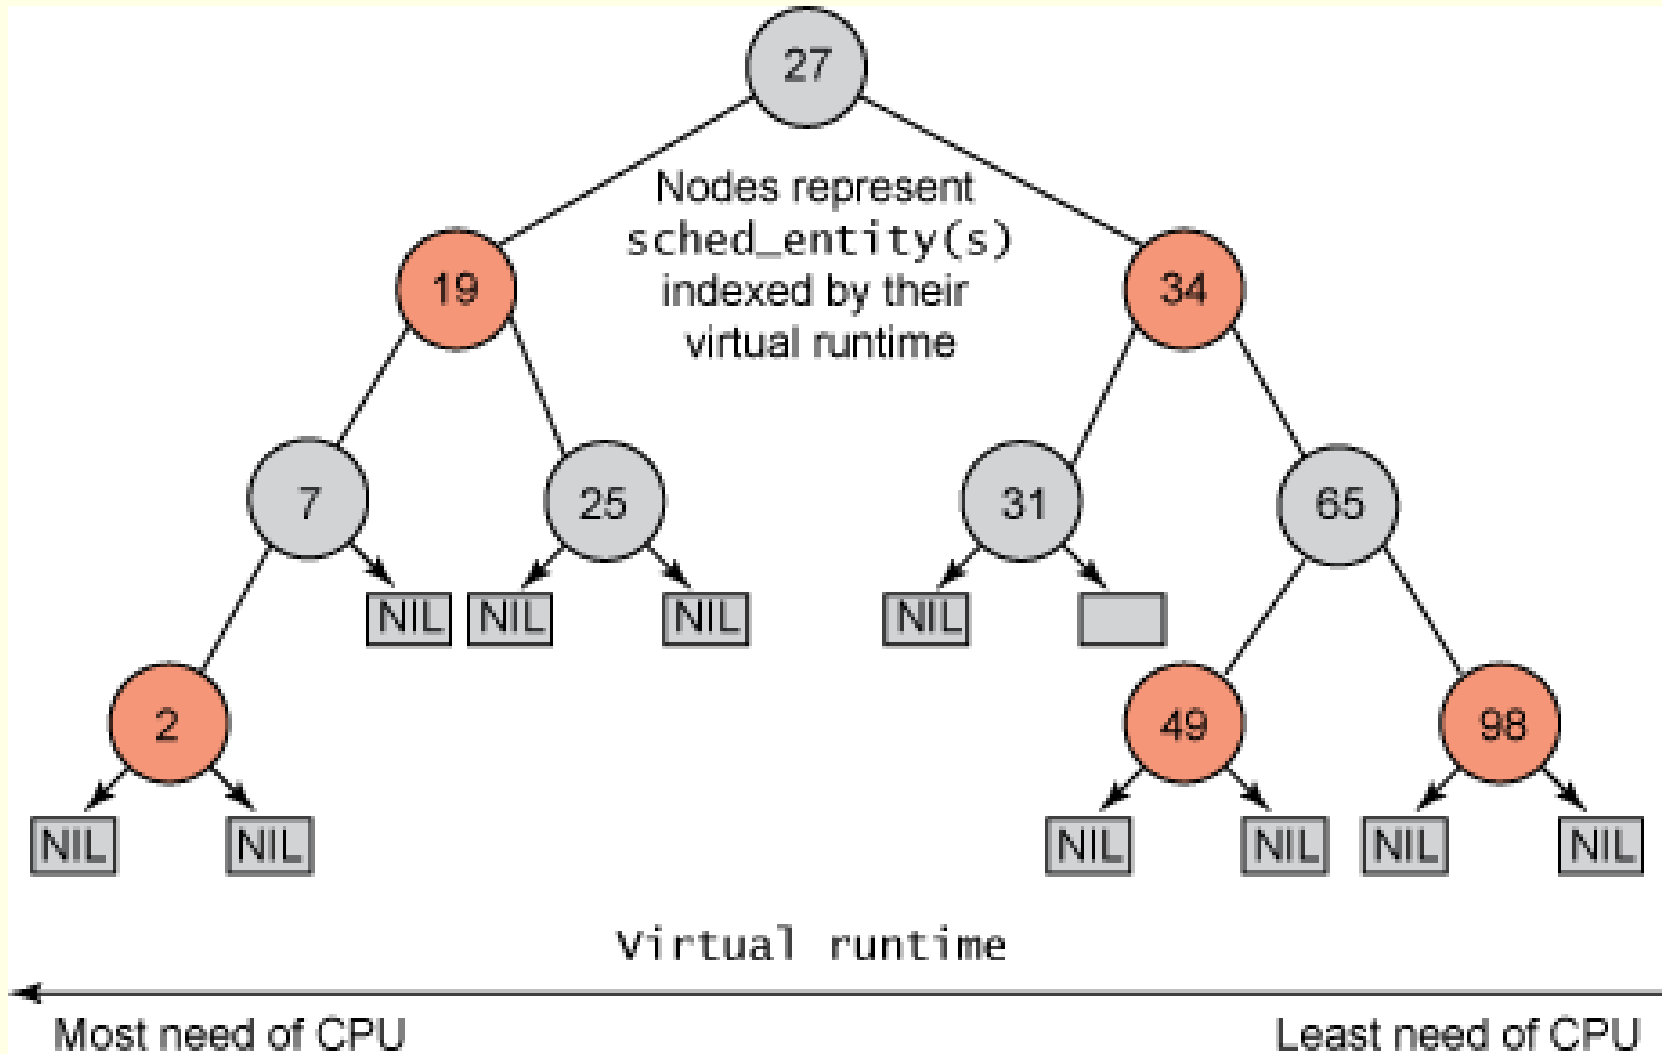 27
Nodes represent
sched_entity(s)
indexed by their
virtual runtime
19
34
7
25
31
65
NIL
NIL
NIL
NIL
2
49
98
NIL
NIL
NIL
NIL
NIL
NIL
Virtual runtime
Most need of CPU
Least need of CPU